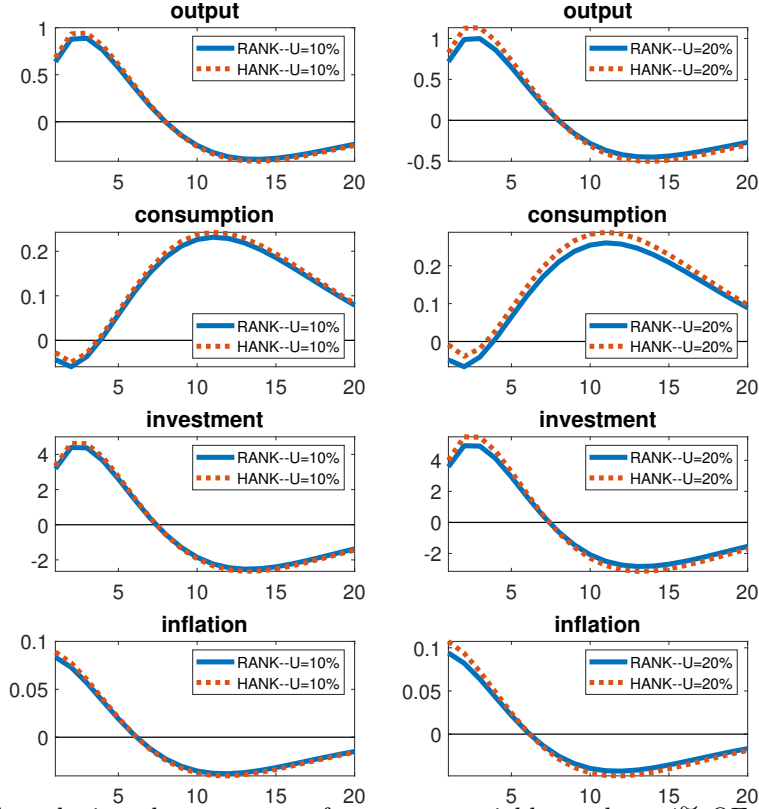 output
1
0.5
0
5
10
15
20
RANK--U=10%
HANK--U=10%
output
1
0.5
0
-0.5
5
10
15
20
RANK--U=20%
HANK--U=20%
consumption
0.2
0.1
0
5
10
15
20
RANK--U=10%
HANK--U=10%
consumption
0.2
0.1
0
5
10
15
20
RANK--U=20%
HANK--U=20%
investment
4
2
0
-2
5
10
15
20
RANK--U=10%
HANK--U=10%
investment
4
2
0
-2
5
10
15
20
RANK--U=20%
HANK--U=20%
inflation
0.1
0.05
0
5
10
15
20
RANK--U=10%
HANK--U=10%
inflation
0.1
0.05
0
5
10
15
20
RANK--U=20%
HANK--U=20%